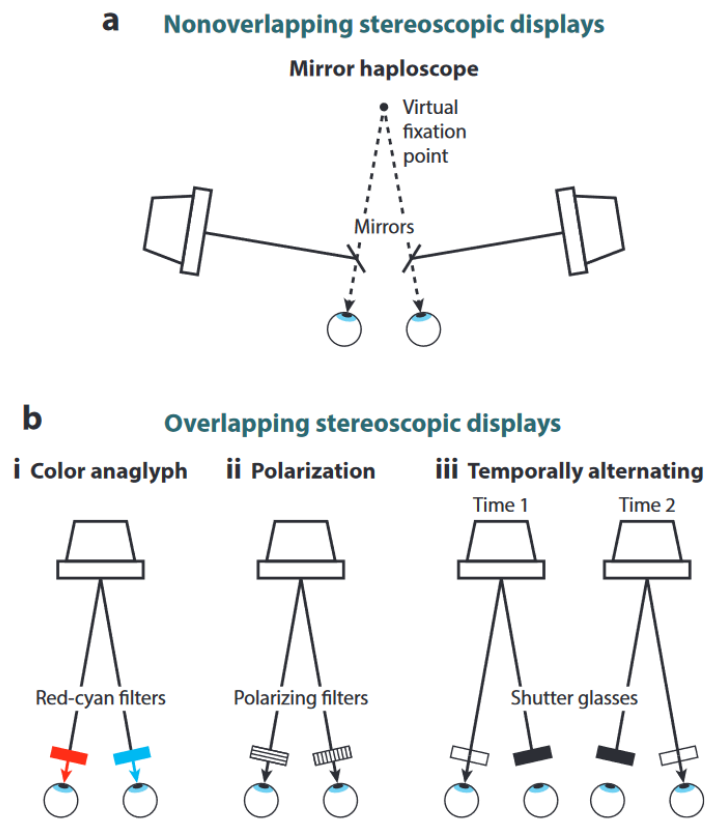 a Nonoverlapping stereoscopic displays
Mirror haploscope
Virtual
fixation
point
Mirrors
b Overlapping stereoscopic displays
i Color anaglyph
ii Polarization
iii Temporally alternating
Time 1
Time 2
Red-cyan filters
Polarizing filters
Shutter glasses